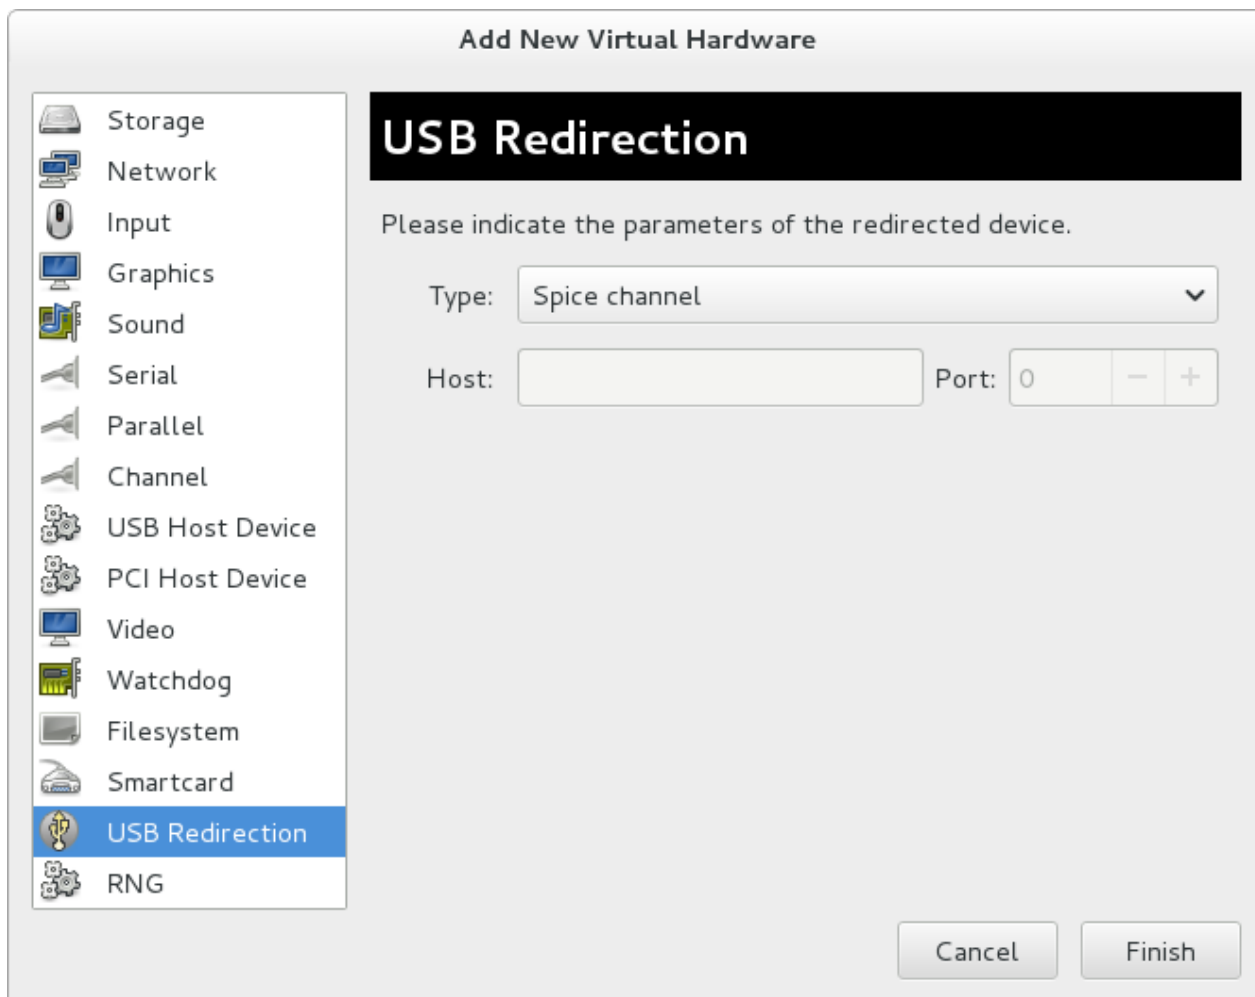 Add New Virtual Hardware
Storage
Network
Input
Graphics
Sound
Serial
Parallel
Channel
USB Host Device
PCI Host Device
Video
Watchdog
Filesystem
Smartcard
USB Redirection
RNG
USB Redirection
Please indicate the parameters of the redirected device.
Type: Spice channel
Host: Port: 0 − +
Cancel Finish